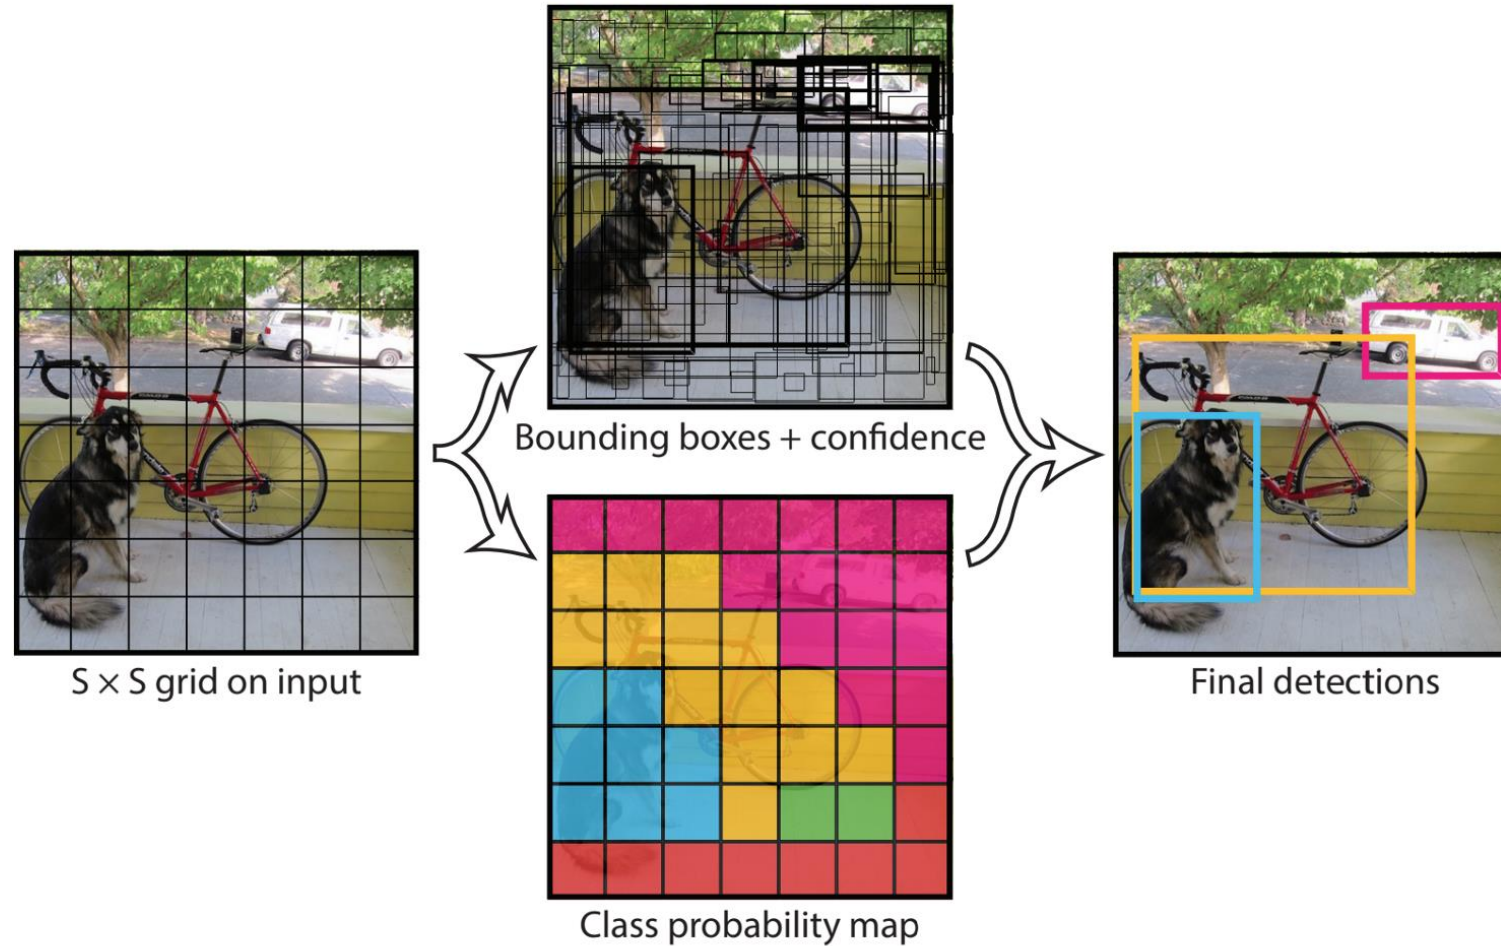 Bounding boxes + confidence
S × S grid on input
Final detections
Class probability map